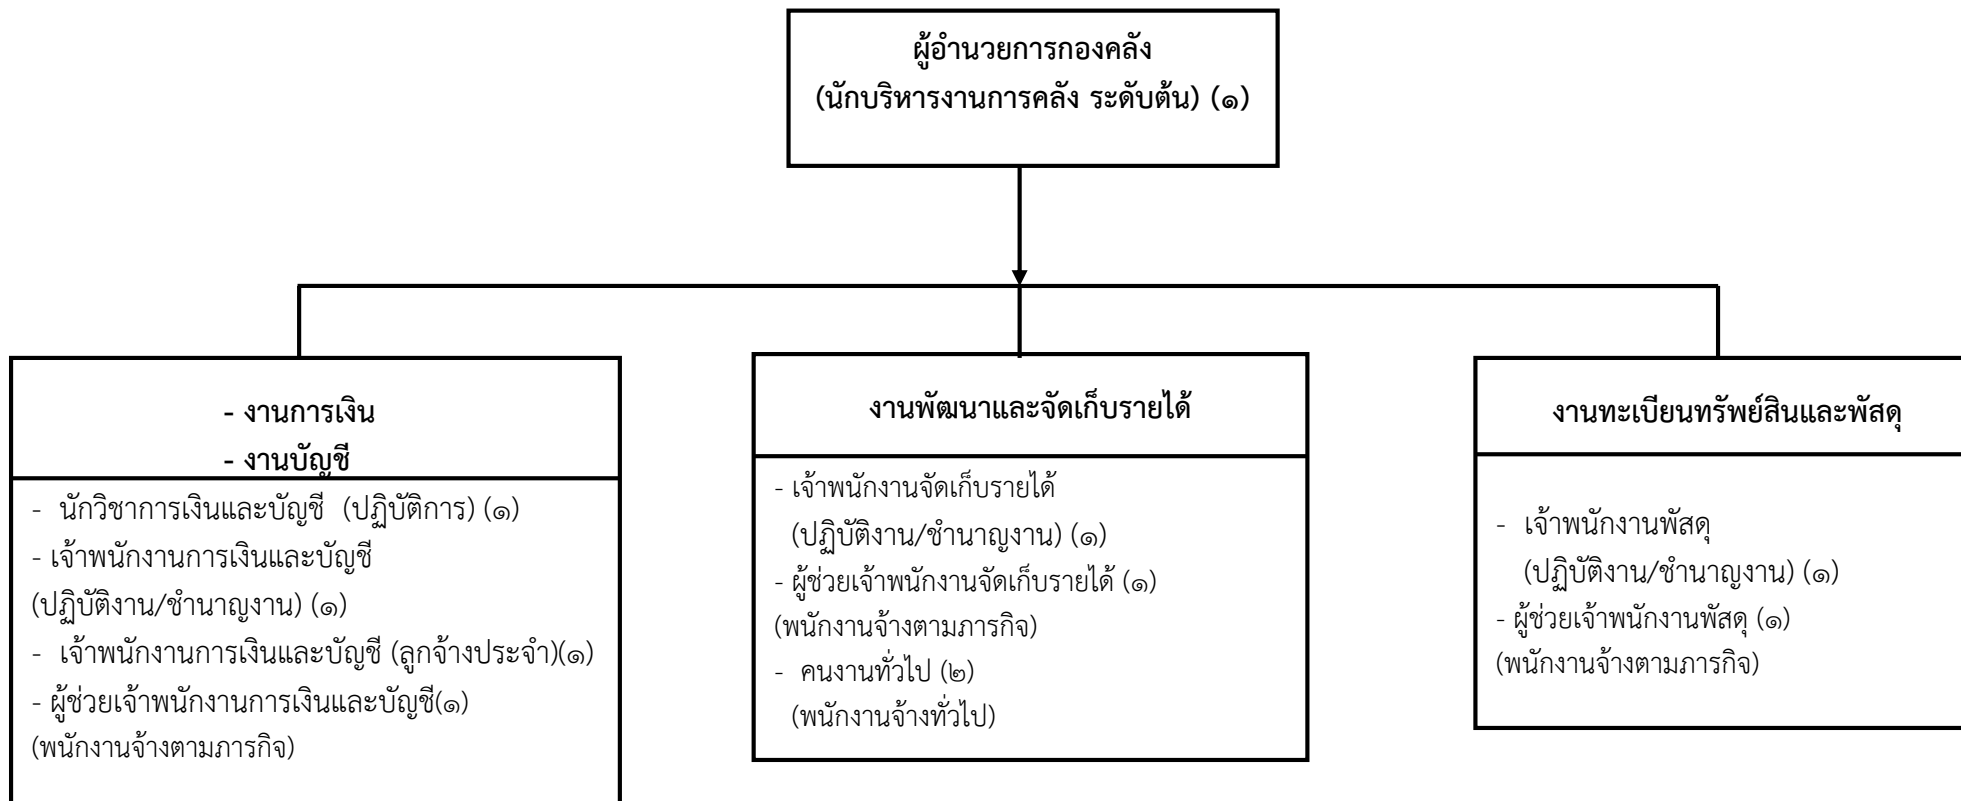 ผู้อำนวยการกองคลัง
(นักบริหารงานการคลัง ระดับต้น) (๑)
- งานการเงิน
- งานบัญชี
- นักวิชาการเงินและบัญชี (ปฏิบัติการ) (๑)
- เจ้าพนักงานการเงินและบัญชี
(ปฏิบัติงาน/ชำนาญงาน) (๑)
- เจ้าพนักงานการเงินและบัญชี (ลูกจ้างประจำ)(๑)
- ผู้ช่วยเจ้าพนักงานการเงินและบัญชี(๑)
(พนักงานจ้างตามภารกิจ)
งานพัฒนาและจัดเก็บรายได้
- เจ้าพนักงานจัดเก็บรายได้
(ปฏิบัติงาน/ชำนาญงาน) (๑)
- ผู้ช่วยเจ้าพนักงานจัดเก็บรายได้ (๑)
(พนักงานจ้างตามภารกิจ)
- คนงานทั่วไป (๒)
(พนักงานจ้างทั่วไป)
งานทะเบียนทรัพย์สินและพัสดุ
- เจ้าพนักงานพัสดุ
(ปฏิบัติงาน/ชำนาญงาน) (๑)
- ผู้ช่วยเจ้าพนักงานพัสดุ (๑)
(พนักงานจ้างตามภารกิจ)